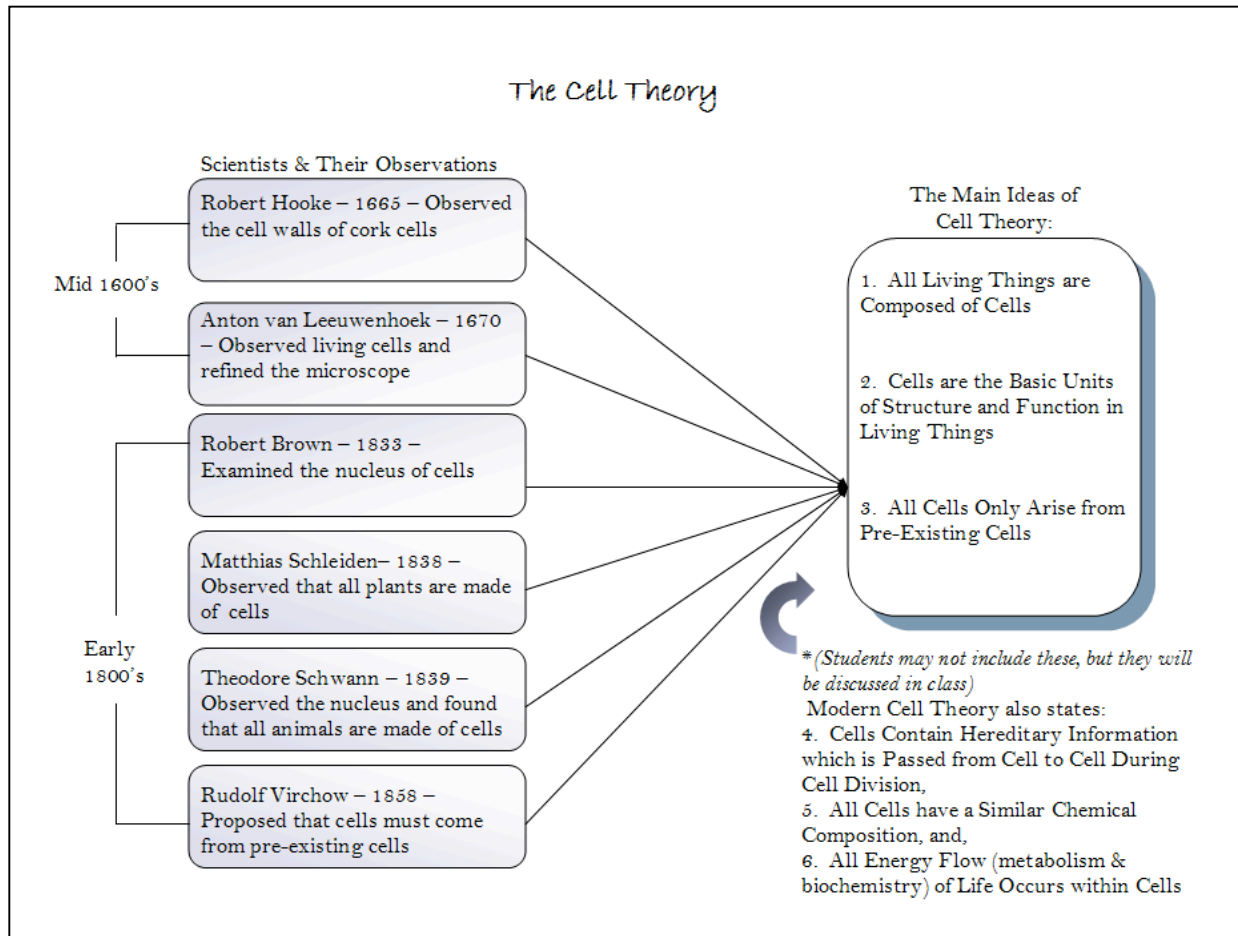 The Cell Theory
Scientists & Their Observations
Mid 1600's
Robert Hooke – 1665 – Observed
the cell walls of cork cells
Anton van Leeuwenhoek – 1670
– Observed living cells and
refined the microscope
Early
1800's
Robert Brown – 1833 –
Examined the nucleus of cells
Matthias Schleiden– 1838 –
Observed that all plants are made
of cells
Theodore Schwann – 1839 –
Observed the nucleus and found
that all animals are made of cells
Rudolf Virchow – 1858 –
Proposed that cells must come
from pre-existing cells
The Main Ideas of
Cell Theory:
1. All Living Things are
Composed of Cells
2. Cells are the Basic Units
of Structure and Function in
Living Things
3. All Cells Only Arise from
Pre-Existing Cells
*(Students may not include these, but they will
be discussed in class)
Modern Cell Theory also states:
4. Cells Contain Hereditary Information
which is Passed from Cell to Cell During
Cell Division,
5. All Cells have a Similar Chemical
Composition, and,
6. All Energy Flow (metabolism &
biochemistry) of Life Occurs within Cells